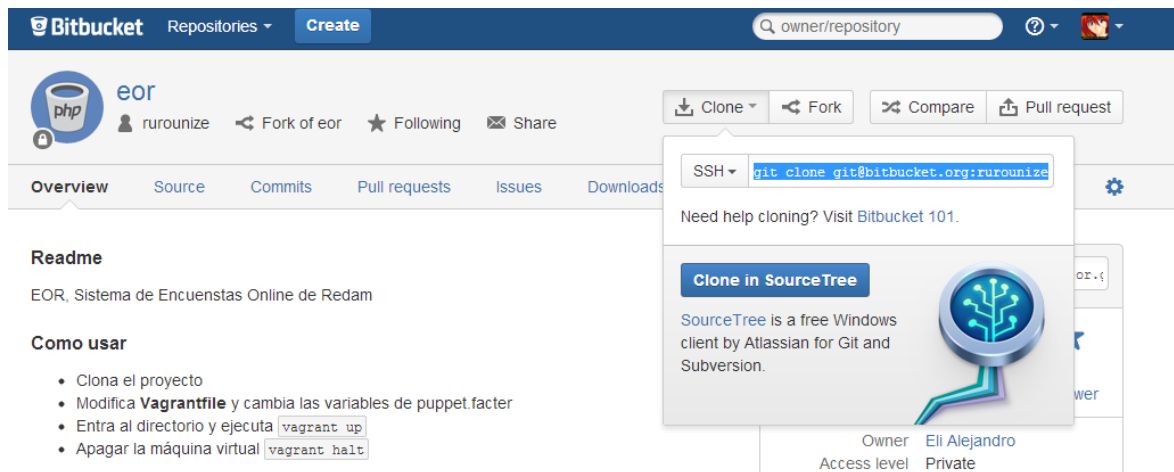 Bitbucket Repositories Create owner/repository
php
eor
rurounize Fork of eor Following Share
Clone Fork Compare Pull request
Overview Source Commits Pull requests Issues Downloads
SSH git clone git@bitbucket.org:rurounize
Need help cloning? Visit Bitbucket 101.
Clone in SourceTree
SourceTree is a free Windows
client by Atlassian for Git and
Subversion.
Readme
EOR, Sistema de Encuenstas Online de Redam
Como usar
Clona el proyecto
Modifica Vagrantfile y cambia las variables de puppet.facter
Entra al directorio y ejecuta vagrant up
Apagar la máquina virtual vagrant halt
Owner Eli Alejandro
Access level Private